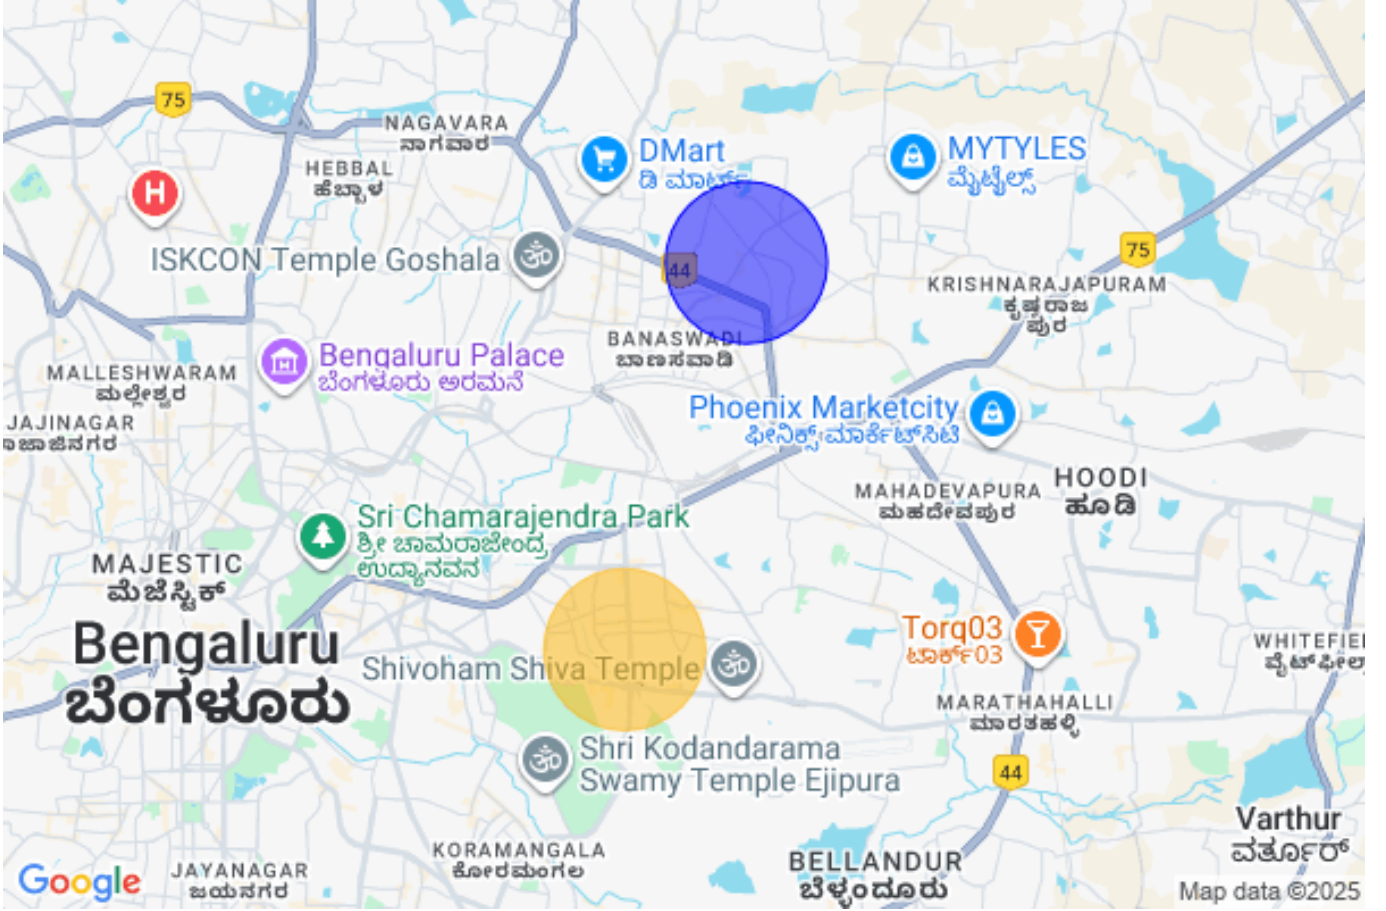 75
NAGAVARA
ನಾಗವಾರ
HEBBAL
ಹೆಬ್ಬಾಳ
H
DMart
ಡಿ ಮಾರ್ಟ್
MYTYLES
ಮೈಟೈಲ್ಸ್
ISKCON Temple Goshala
44
75
KRISHNARAJAPURAM
ಕೃಷ್ಣರಾಜ
ಪುರ
BANASWADI
ಬಾಣಸವಾಡಿ
Bengaluru Palace
ಬೆಂಗಳೂರು ಅರಮನೆ
MALLESHWARAM
ಮಲ್ಲೇಶ್ವರ
JAJINAGAR
ಾಜಾಜಿನಗರ
Phoenix Marketcity
ಫೀನಿಕ್ಸ್ ಮಾರ್ಕೆಟ್‌ಸಿಟಿ
HOODI
ಹೂಡಿ
MAHADEVAPURA
ಮಹದೇವಪುರ
Sri Chamarajendra Park
ಶ್ರೀ ಚಾಮರಾಜೇಂದ್ರ
ಉದ್ಯಾನವನ
MAJESTIC
ಮೆಜೆಸ್ಟಿಕ್
Bengaluru
ಬೆಂಗಳೂರು
Torq03
ಟಾರ್ಕ್03
WHITEFIEL
ವೈಟ್‌ಫೀಲ್
Shivoham Shiva Temple
MARATHAHALLI
ಮಾರತಹಳ್ಳಿ
Shri Kodandarama
Swamy Temple Ejipura
44
Varthur
ವರ್ತೂರ್
KORAMANGALA
ಕೋರಮಂಗಲ
BELLANDUR
ಬೆಳ್ಳಂದೂರು
JAYANAGAR
ಜಯನಗರ
Google
Map data ©2025